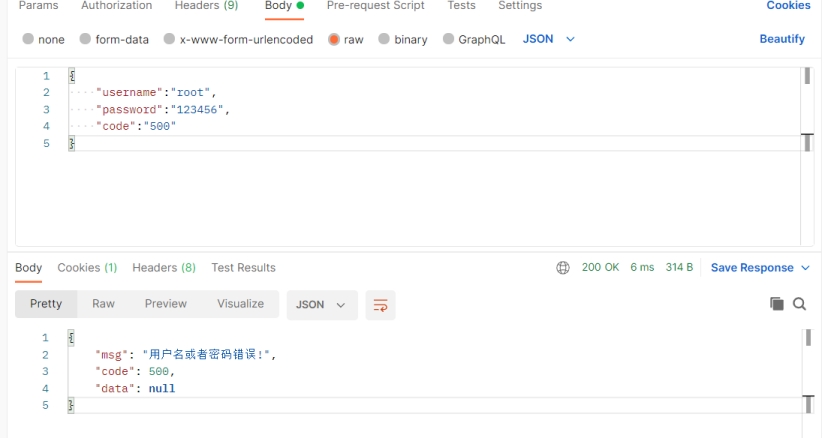 Params Authorization Headers (9) Body Pre-request Script Tests Settings Cookies
none form-data x-www-form-urlencoded raw binary GraphQL JSON Beautify
1 {
2 "username":"root",
3 "password":"123456",
4 "code":"500"
5 }
Body Cookies (1) Headers (8) Test Results 200 OK 6 ms 314 B Save Response
Pretty Raw Preview Visualize JSON
1 {
2 "msg": "用户名或者密码错误!",
3 "code": 500,
4 "data": null
5 }